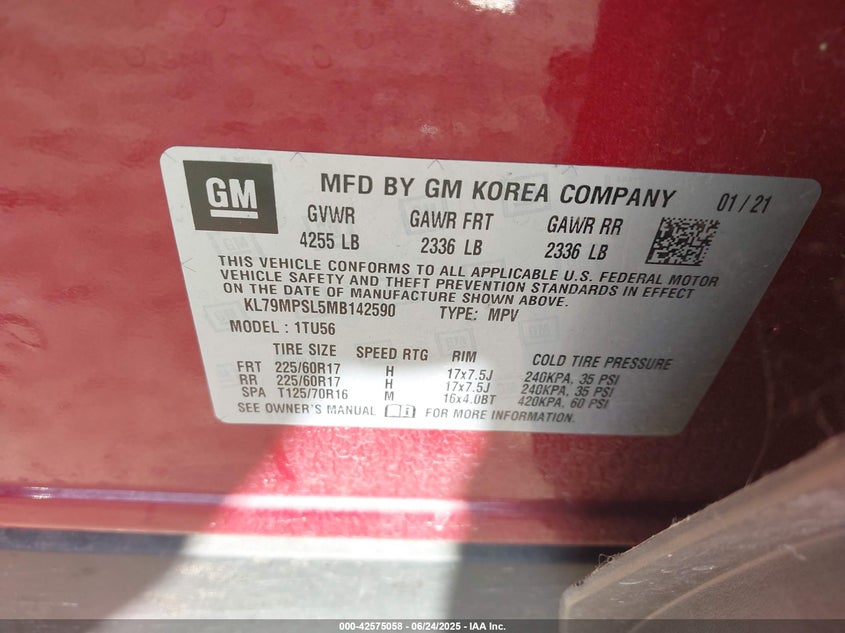 GM
MFD BY GM KOREA COMPANY 01/21
GVWR GAWR FRT GAWR RR
4255 LB 2336 LB 2336 LB
THIS VEHICLE CONFORMS TO ALL APPLICABLE U.S. FEDERAL MOTOR
VEHICLE SAFETY AND THEFT PREVENTION STANDARDS IN EFFECT
ON THE DATE OF MANUFACTURE SHOWN ABOVE.
KL79MPSL5MB142590 TYPE: MPV
MODEL : 1TU56
TIRE SIZE SPEED RTG RIM COLD TIRE PRESSURE
FRT 225/60R17 H 17x7.5J 240KPA, 35 PSI
RR 225/60R17 H 17x7.5J 240KPA, 35 PSI
SPA T125/70R16 M 16x4.0BT 420KPA, 60 PSI
SEE OWNER'S MANUAL FOR MORE INFORMATION.
000-42575058 - 06/24/2025 - IAA Inc.